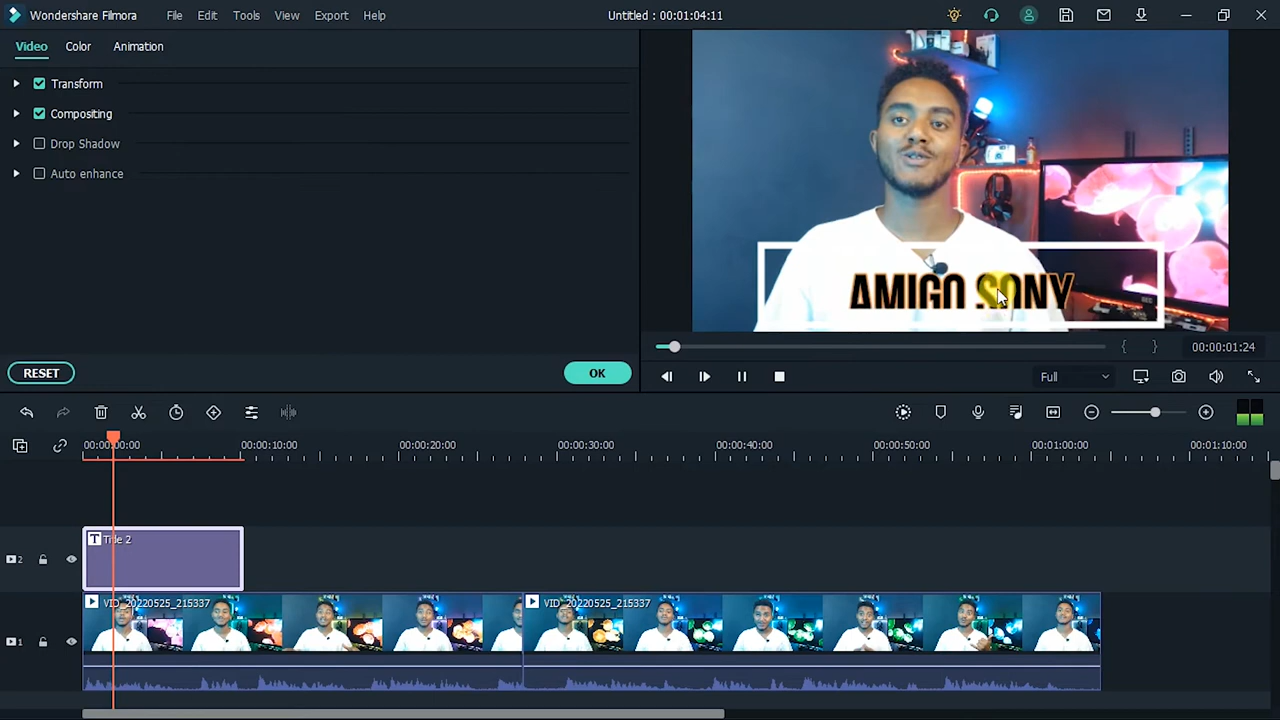 Wondershare Filmora File Edit Tools View Export Help Untitled : 00:01:04:11
Video Color Animation
Transform
Compositing
Drop Shadow
Auto enhance
AMIGO SONY
{ } 00:00:01:24
RESET OK
Full
00:00:00:00 00:00:10:00 00:00:20:00 00:00:30:00 00:00:40:00 00:00:50:00 00:01:00:00 00:01:10:00
T Title 2
2
VID_20220525_215337 VID_20220525_215337
1